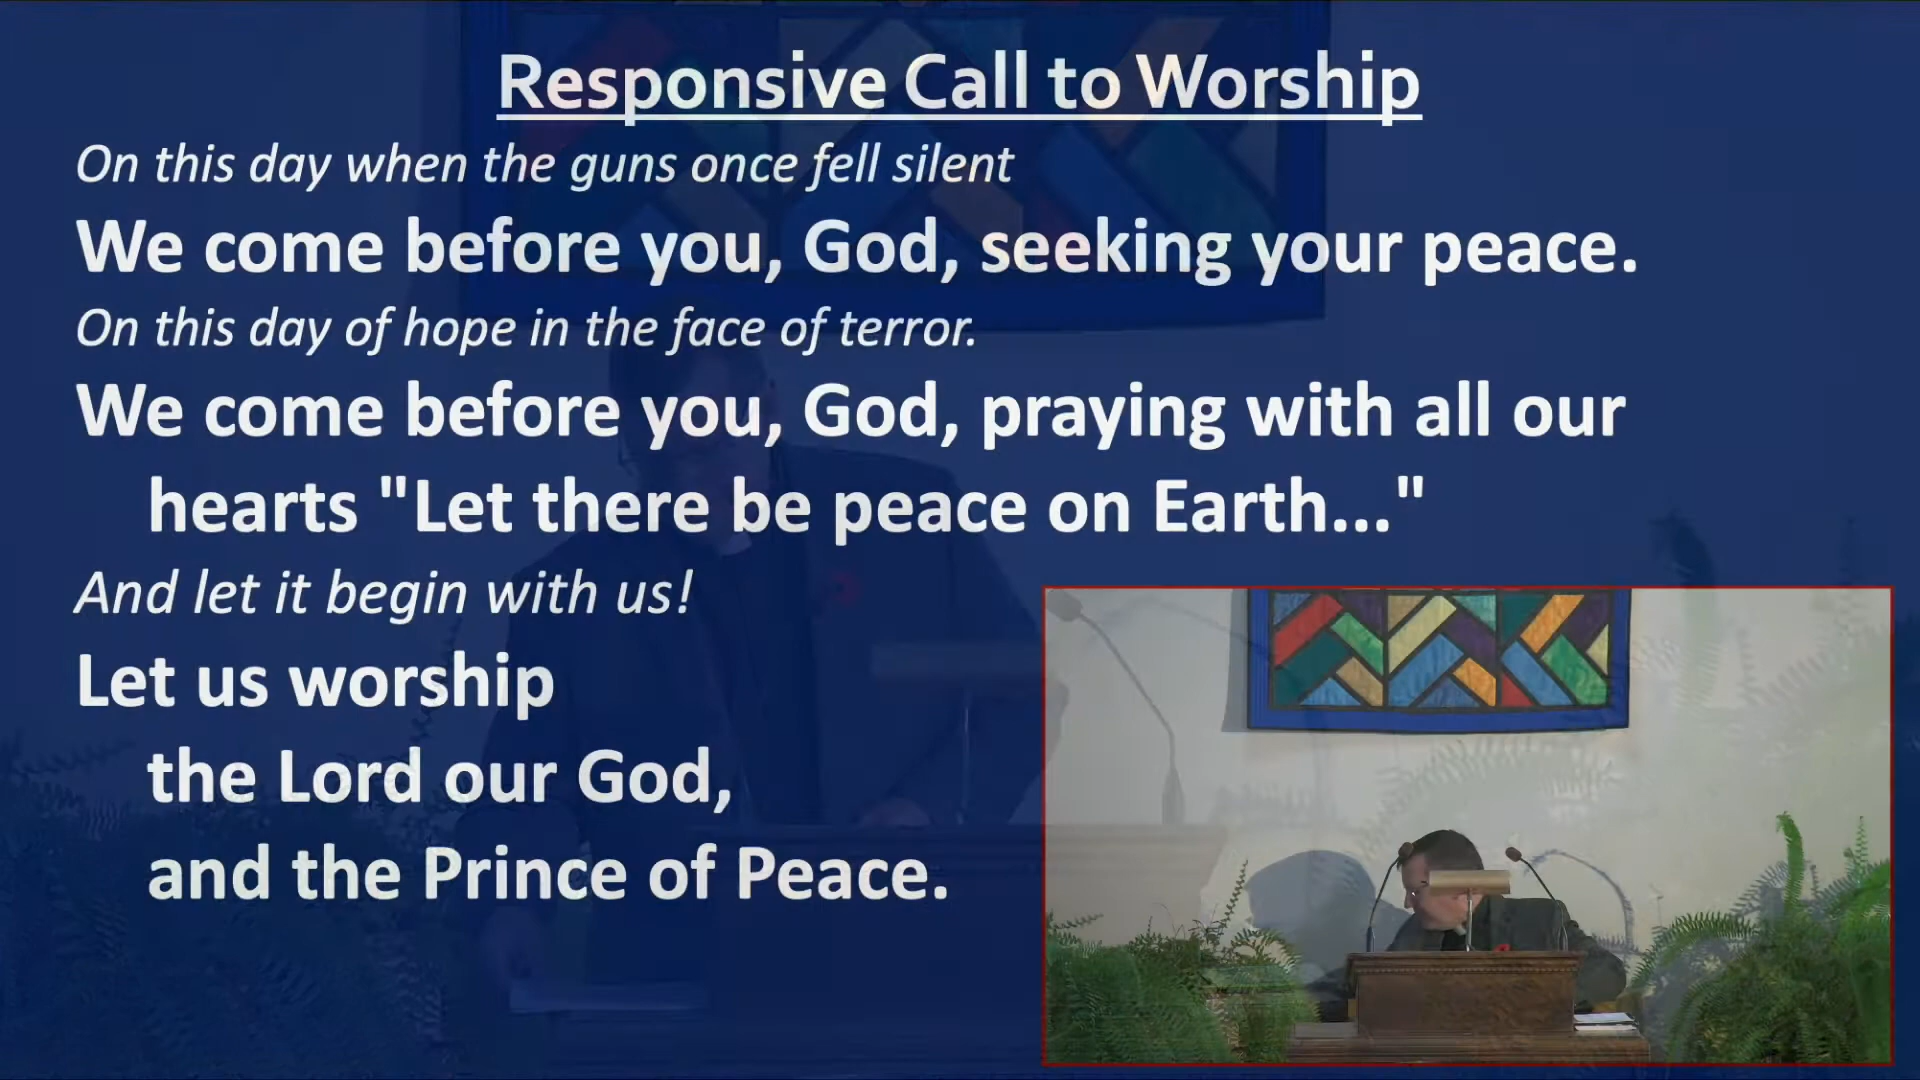 Responsive Call to Worship
On this day when the guns once fell silent
We come before you, God, seeking your peace.
On this day of hope in the face of terror.
We come before you, God, praying with all our
hearts "Let there be peace on Earth..."
And let it begin with us!
Let us worship
the Lord our God,
and the Prince of Peace.